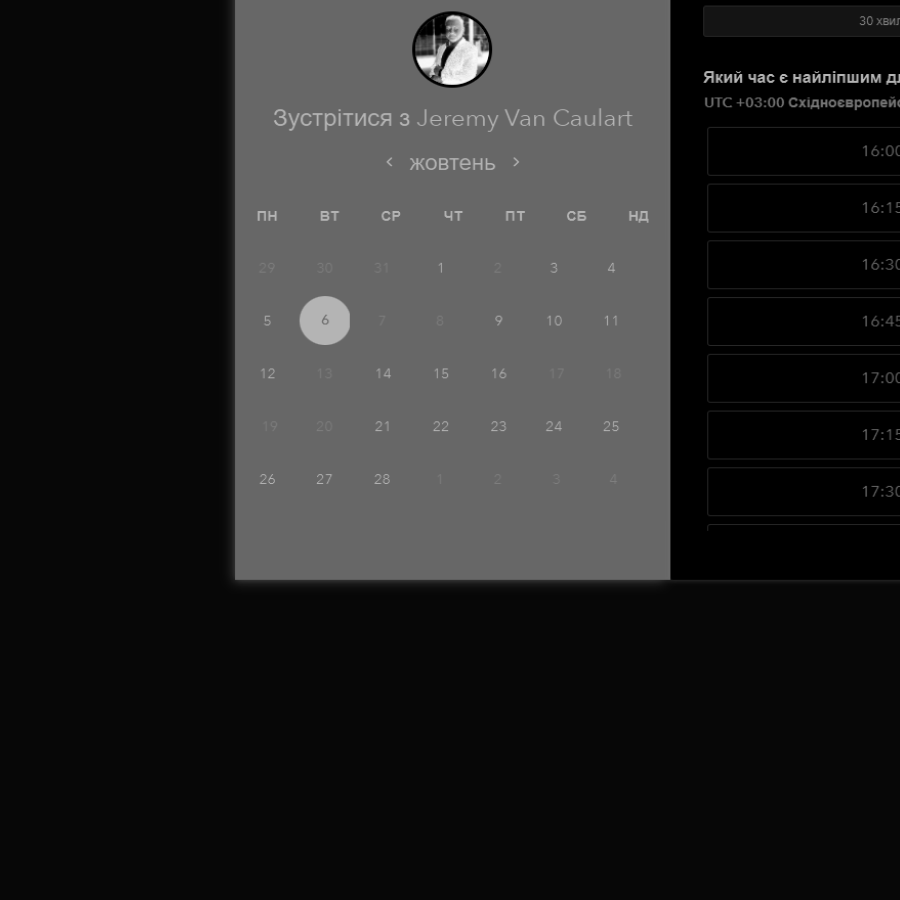 Зустрітися з Jeremy Van Caulart
жовтень
ПН ВТ СР ЧТ ПТ СБ НД
29 30 31 1 2 3 4
5 6 7 8 9 10 11
12 13 14 15 16 17 18
19 20 21 22 23 24 25
26 27 28 1 2 3 4
30
Який час є найліпшим
UTC +03:00
16:00
16:15
16:30
16:45
17:00
17:15
17:30